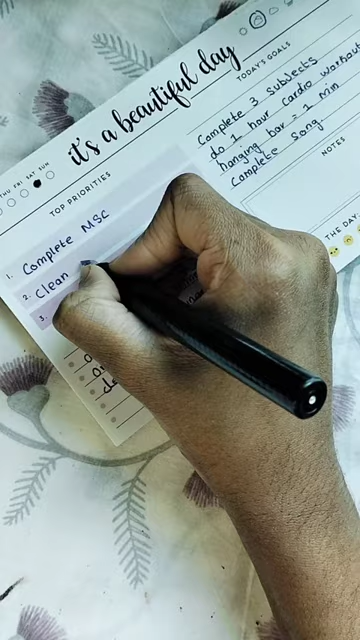 it's a beautiful day
THU FRI SAT SUN
TOP PRIORITIES
1. Complete MSC
2. Clean
3.
TODAY'S GOALS
Complete 3 subjects
do 1 hour cardio workout
hanging bar = 1 min
Complete song
NOTES
THE DAY